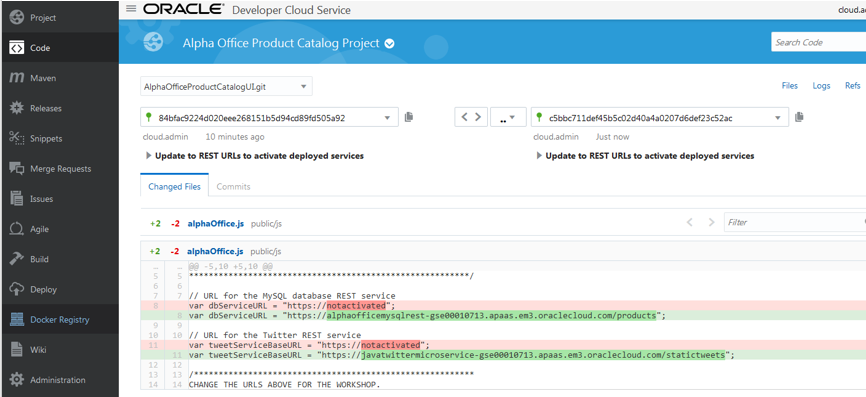 ORACLE® Developer Cloud Service
cloud.ad
Project
Code
Maven
Releases
Snippets
Merge Requests
Issues
Agile
Build
Deploy
Docker Registry
Wiki
Administration
Alpha Office Product Catalog Project
Search Code
AlphaOfficeProductCatalogUI.git
Files Logs Refs
84bfac9224d020eee268151b5d94cd89fd505a92
..
c5bbc711def45b5c02d40a4a0207d6def23c52ac
cloud.admin 10 minutes ago
cloud.admin Just now
Update to REST URLs to activate deployed services
Update to REST URLs to activate deployed services
Changed Files Commits
+2 -2 alphaOffice.js public/js
Filter
+2 -2 alphaOffice.js public/js
... ... @@ -5,10 +5,10 @@
5 5 **********************************************************/
6 6
7 7 // URL for the MySQL database REST service
8 var dbServiceURL = "https://notactivated";
8 var dbServiceURL = "https://alphaofficemysqlrest-gse00010713.apaas.em3.oraclecloud.com/products";
9 9
10 10 // URL for the Twitter REST service
11 var tweetServiceBaseURL = "https://notactivated";
11 var tweetServiceBaseURL = "https://javatwittermicroservice-gse00010713.apaas.em3.oraclecloud.com/statictweets";
12 12
13 13 /**********************************************************
14 14 CHANGE THE URLS ABOVE FOR THE WORKSHOP.